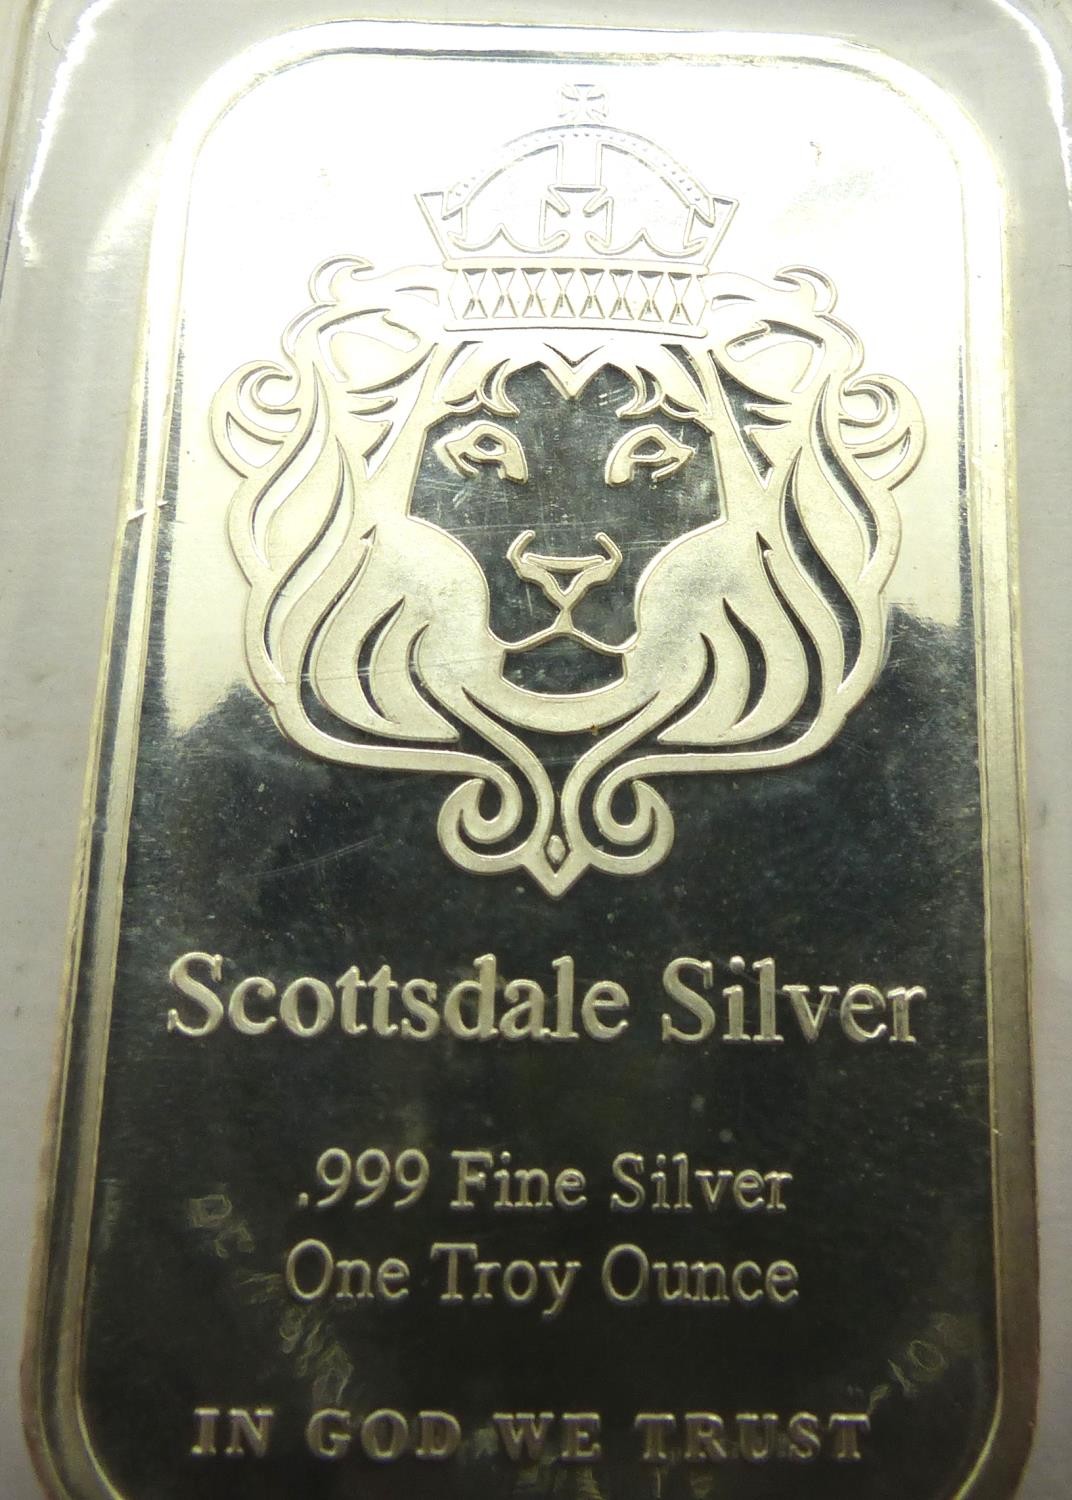 Scottsdale Silver
.999 Fine Silver
One Troy Ounce
IN GOD WE TRUST